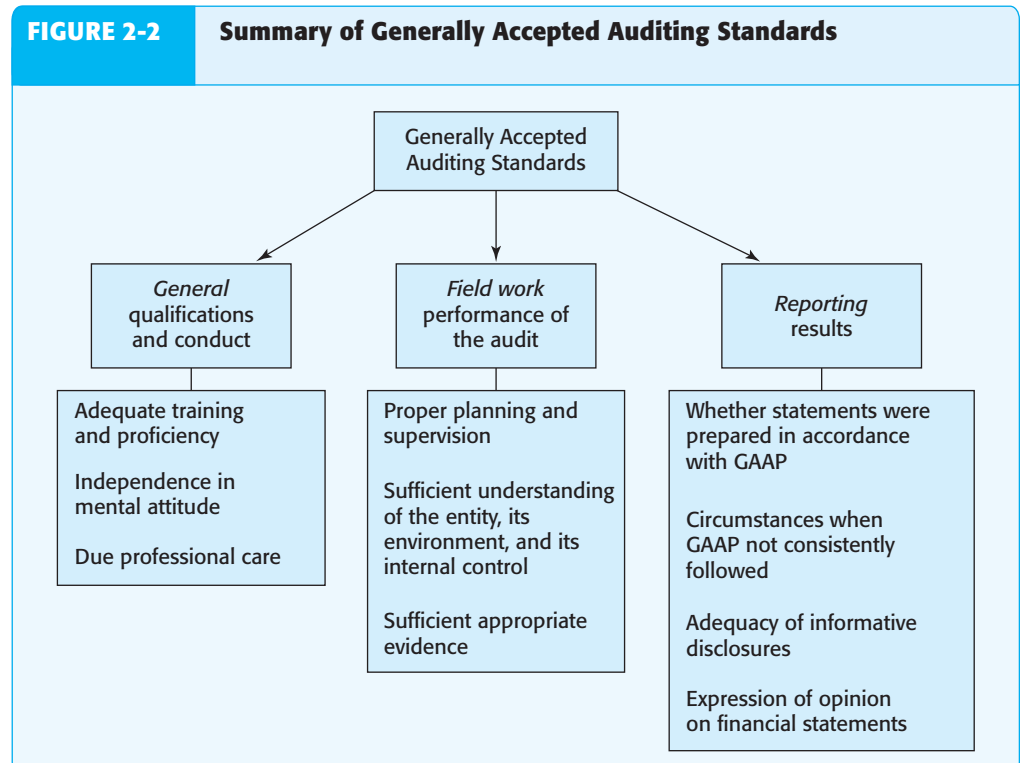 FIGURE 2-2
Summary of Generally Accepted Auditing Standards
Generally Accepted
Auditing Standards
General
qualifications
and conduct
Adequate training
and proficiency
Independence in
mental attitude
Due professional care
Field work
performance of
the audit
Proper planning and
supervision
Sufficient understanding
of the entity, its
environment, and its
internal control
Sufficient appropriate
evidence
Reporting
results
Whether statements were
prepared in accordance
with GAAP
Circumstances when
GAAP not consistently
followed
Adequacy of informative
disclosures
Expression of opinion
on financial statements